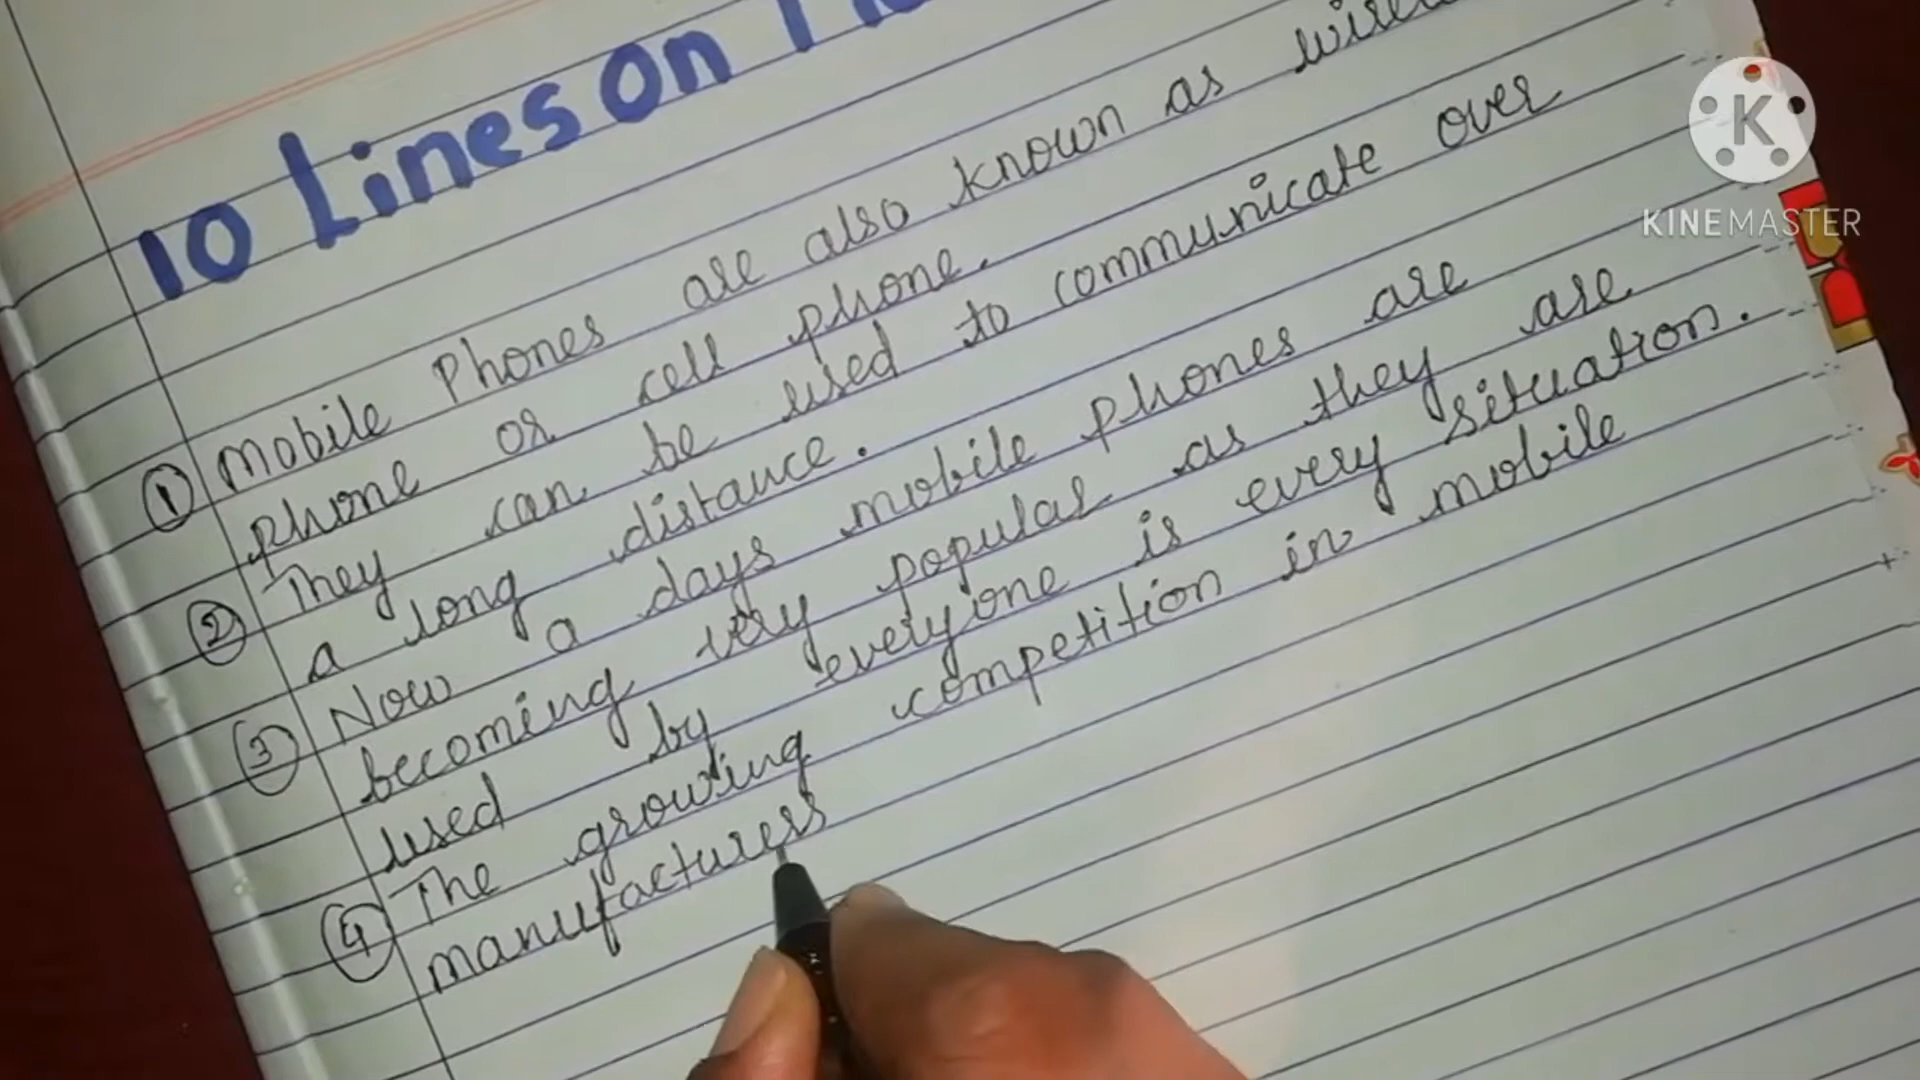 10 Lines On
① Mobile Phones are also known as
phone or cell phone.
② They can be used to communicate over
a long distance.
③ Now a days mobile phones are
becoming very popular as they are
used by everyone is every situation.
④ The growing competition in mobile
manufacturers
K
KINEMASTER